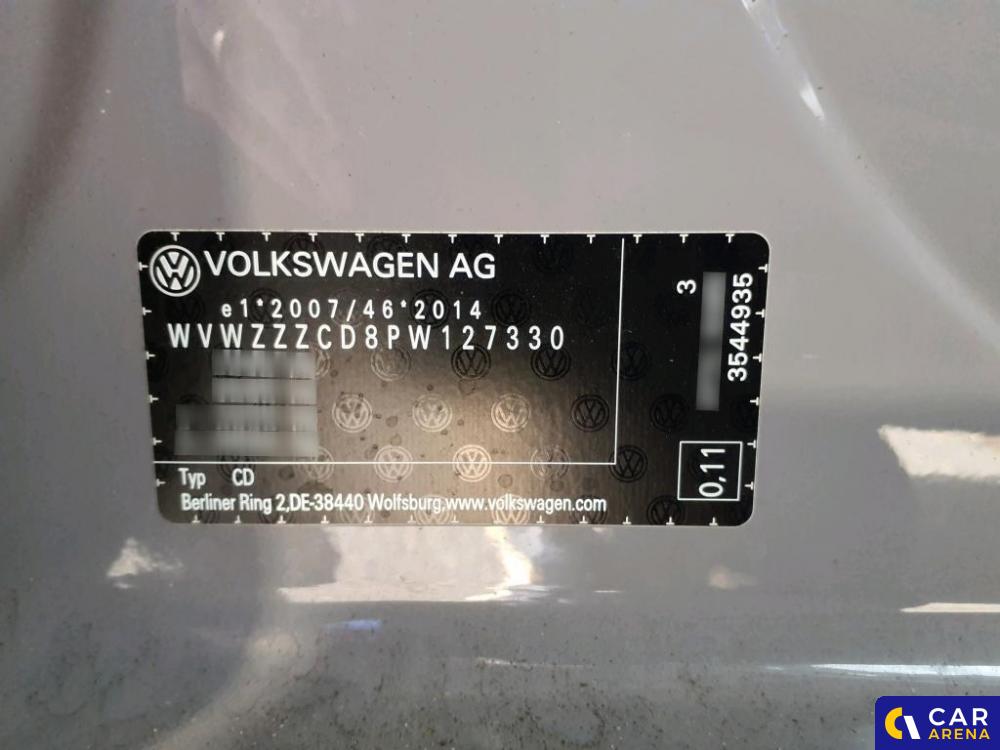 VOLKSWAGEN AG
e1*2007/46*2014
WVWZZZCD8PW127330
Typ CD
Berliner Ring 2,DE-38440 Wolfsburg,www.volkswagen.com
3
3544935
0,11
CAR
ARENA